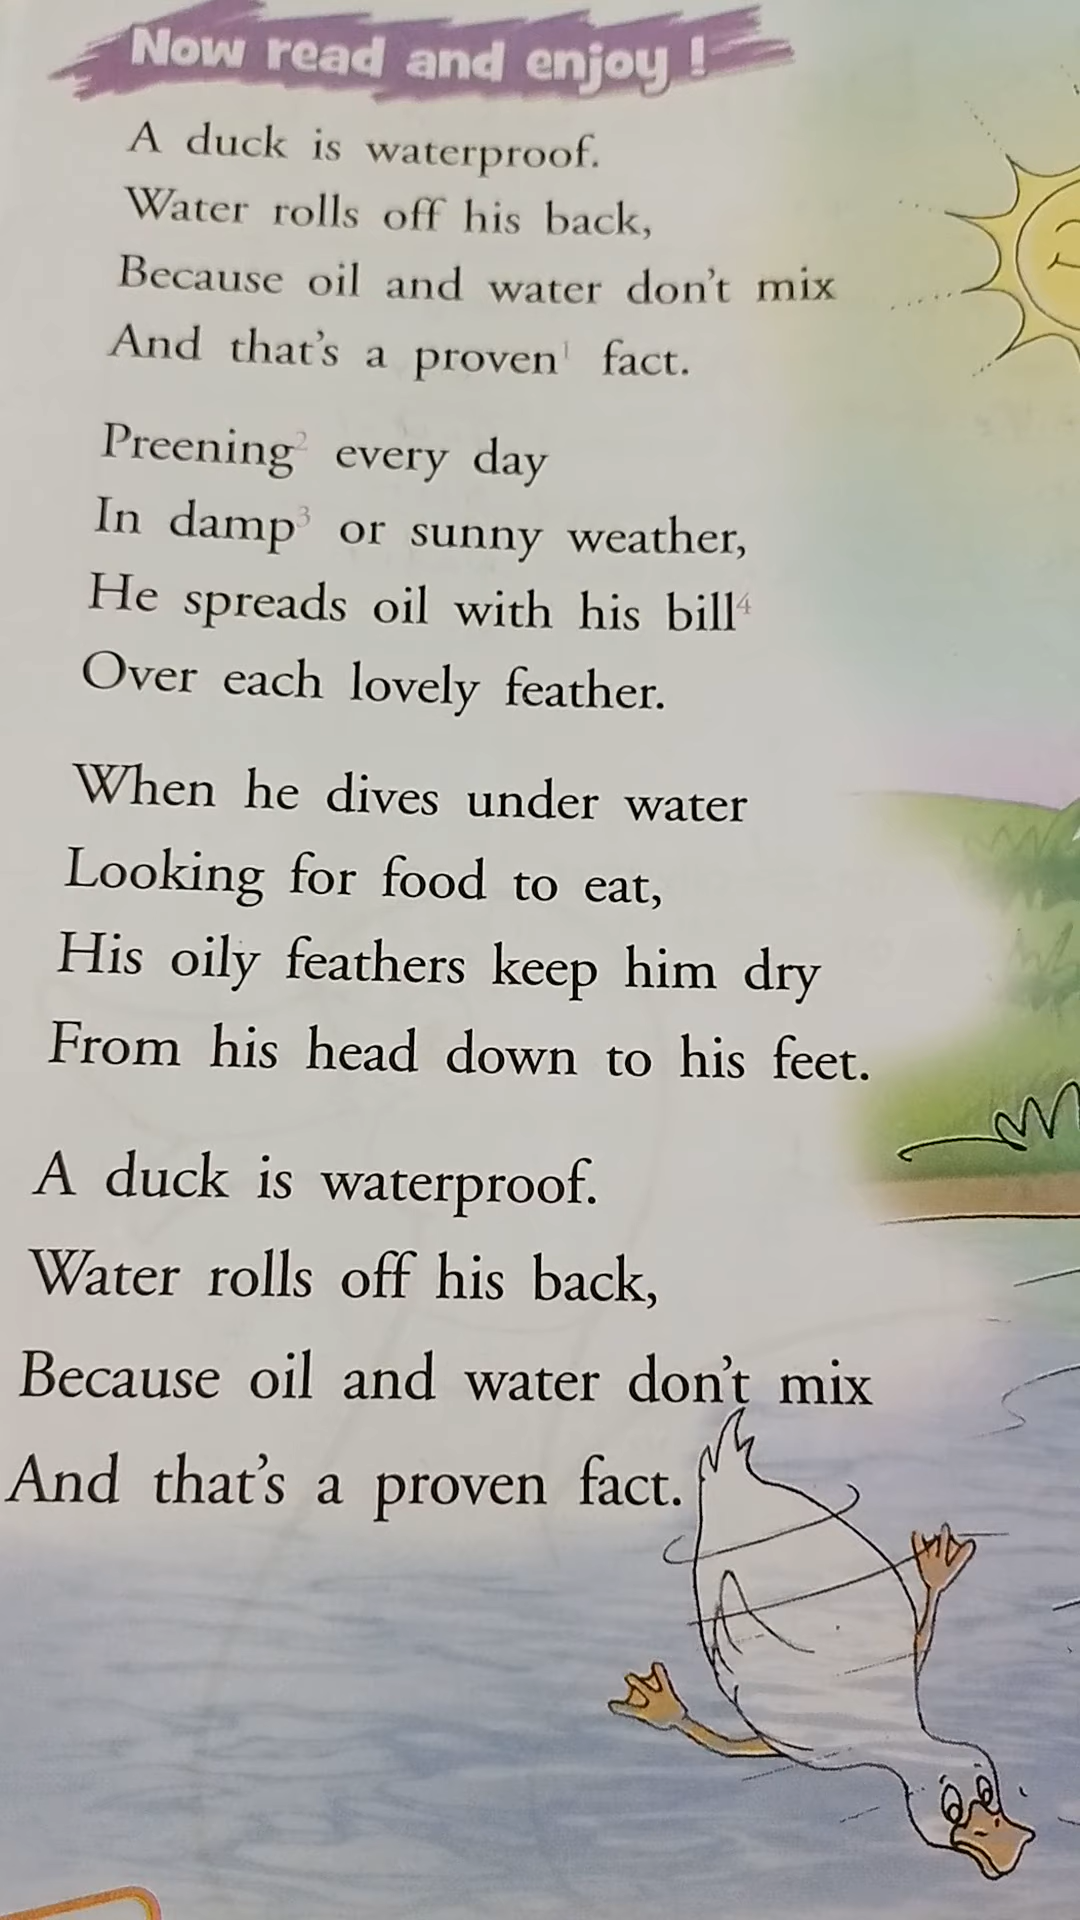 Now read and enjoy !
A duck is waterproof.
Water rolls off his back,
Because oil and water don't mix
And that's a proven¹ fact.
Preening² every day
In damp³ or sunny weather,
He spreads oil with his bill⁴
Over each lovely feather.
When he dives under water
Looking for food to eat,
His oily feathers keep him dry
From his head down to his feet.
A duck is waterproof.
Water rolls off his back,
Because oil and water don't mix
And that's a proven fact.